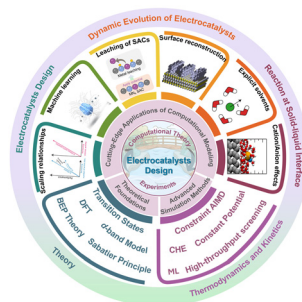 Dynamic Evolution of Electrocatalysts
Electrocatalysts Design
Reaction at Solid-liquid Interface
Theory
Thermodynamics and Kinetics
Scaling relationships
Machine learning
Leaching of SACs
Surface reconstruction
Explicit solvents
Cation/Anion effects
Cutting-Edge Applications of Computational Modeling
Computational Theory
Electrocatalysts
Design
Experiments
Theoretical
Foundations
Advanced
Simulation Methods
Transition States
DFT
BEP Theory
d-band Model
Sabatier Principle
Constraint AIMD
CHE
Constant Potential
ML
High-throughput screening